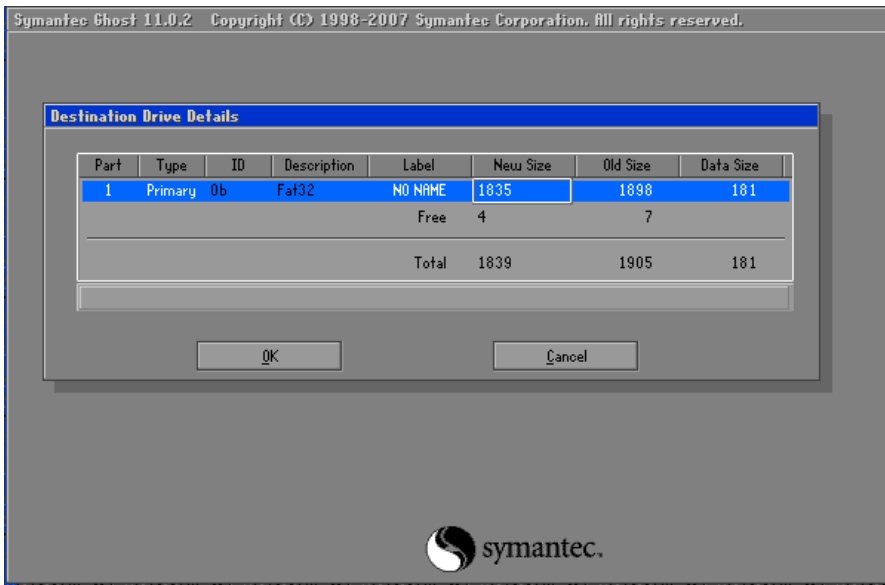 Symantec Ghost 11.0.2 Copyright (C) 1998-2007 Symantec Corporation. All rights reserved.
Destination Drive Details
Part Type ID Description Label New Size Old Size Data Size
1 Primary 0b Fat32 NO NAME 1835 1898 181
Free 4 7
Total 1839 1905 181
OK Cancel
symantec.